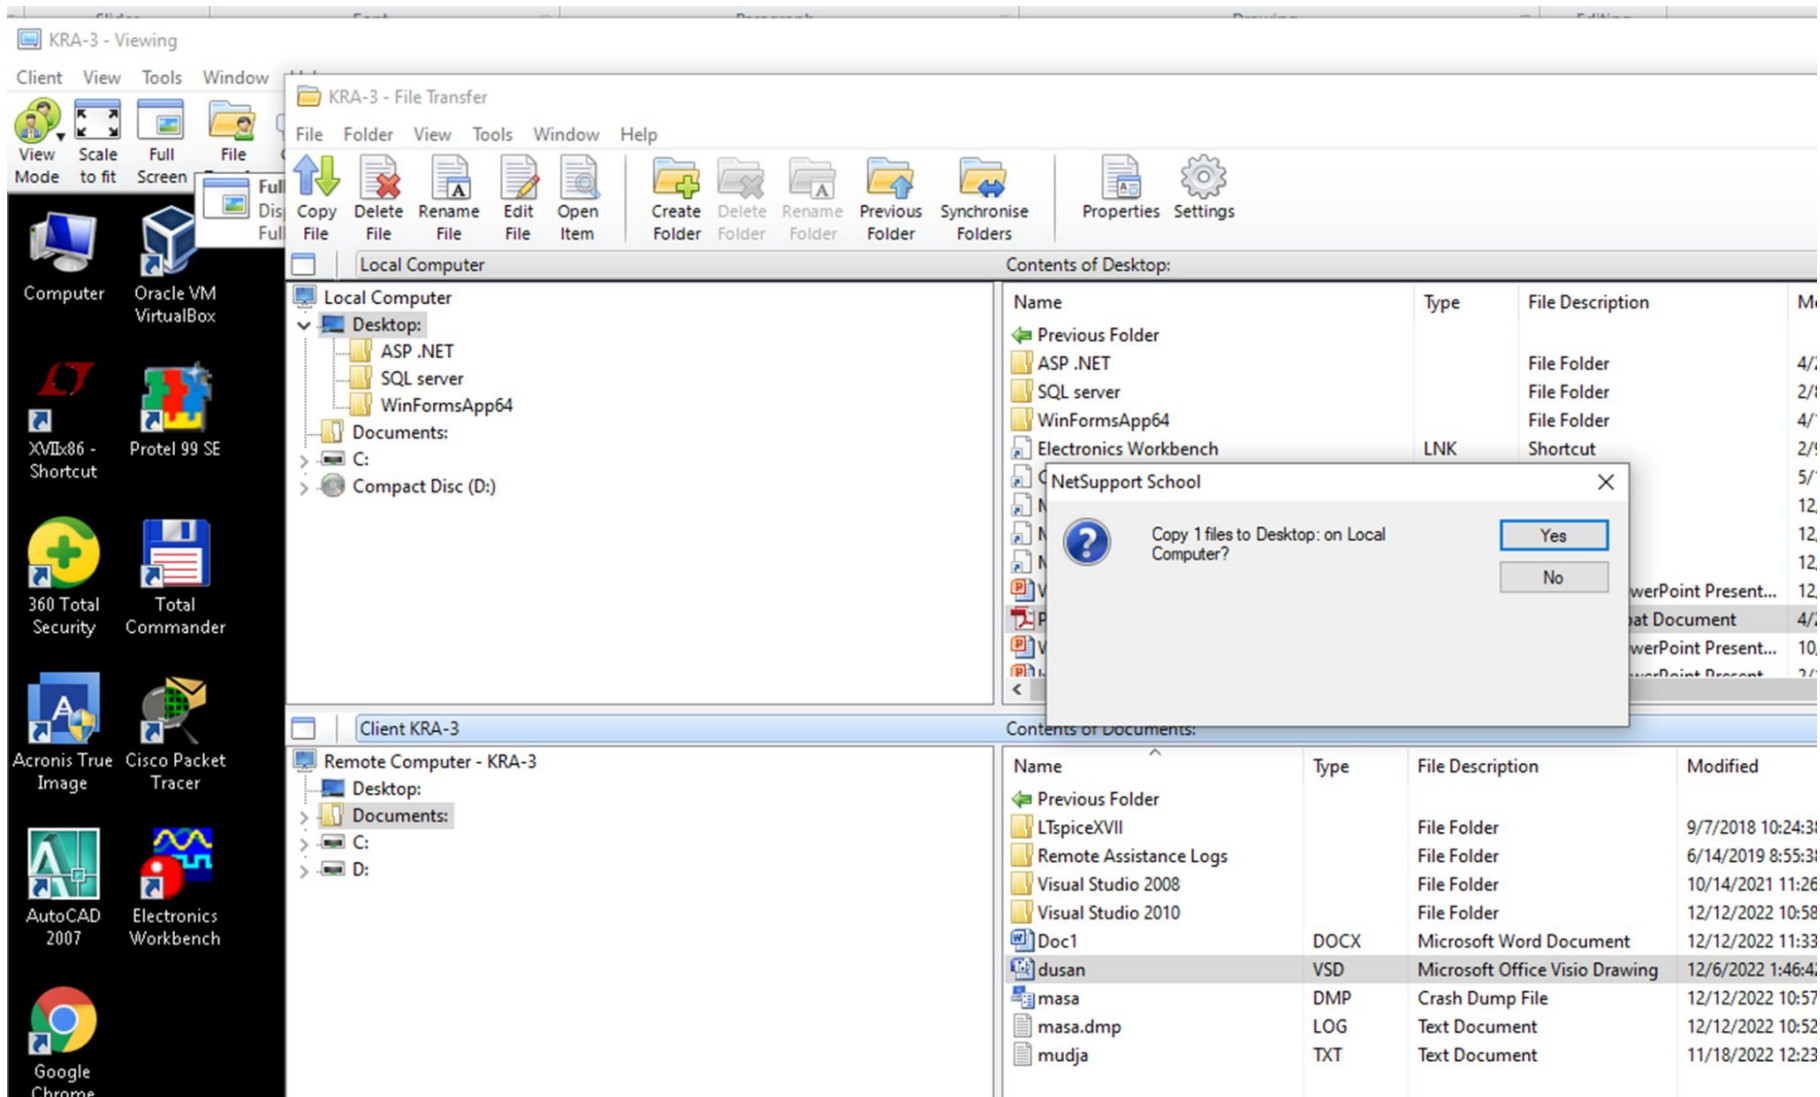 KRA-3 - Viewing
Client View Tools Window
View Mode
Scale to fit
Full Screen
File
Full
KRA-3 - File Transfer
File Folder View Tools Window Help
Copy File
Delete File
Rename File
Edit File
Open Item
Create Folder
Delete Folder
Rename Folder
Previous Folder
Synchronise Folders
Properties
Settings
Local Computer
Contents of Desktop:
Local Computer
Desktop:
ASP .NET
SQL server
WinFormsApp64
Documents:
C:
Compact Disc (D:)
Name Type File Description
Previous Folder
ASP .NET File Folder
SQL server File Folder
WinFormsApp64 File Folder
Electronics Workbench LNK Shortcut
NetSupport School
Copy 1 files to Desktop: on Local
Computer?
Yes
No
Client KRA-3
Contents of Documents:
Remote Computer - KRA-3
Desktop:
Documents:
C:
D:
Name Type File Description Modified
Previous Folder
LTspiceXVII File Folder 9/7/2018 10:24:38
Remote Assistance Logs File Folder 6/14/2019 8:55:38
Visual Studio 2008 File Folder 10/14/2021 11:26
Visual Studio 2010 File Folder 12/12/2022 10:58
Doc1 DOCX Microsoft Word Document 12/12/2022 11:33
dusan VSD Microsoft Office Visio Drawing 12/6/2022 1:46:42
masa DMP Crash Dump File 12/12/2022 10:57
masa.dmp LOG Text Document 12/12/2022 10:52
mudja TXT Text Document 11/18/2022 12:23
Computer
Oracle VM
VirtualBox
XVIIx86 -
Shortcut
Protel 99 SE
360 Total
Security
Total
Commander
Acronis True
Image
Cisco Packet
Tracer
AutoCAD
2007
Electronics
Workbench
Google
Chrome